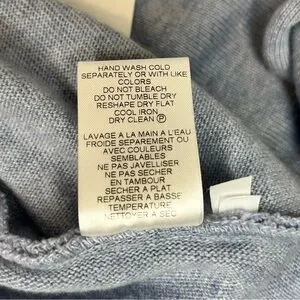 HAND WASH COLD
SEPARATELY OR WITH LIKE
COLORS
DO NOT BLEACH
DO NOT TUMBLE DRY
RESHAPE DRY FLAT
COOL IRON
DRY CLEAN Ⓟ
LAVAGE A LA MAIN A L'EAU
FROIDE SEPAREMENT OU
AVEC COULEURS
SEMBLABLES
NE PAS JAVELLISER
NE PAS SECHER
EN TAMBOUR
SECHER A PLAT
REPASSER A BASSE
TEMPERATURE
NETTOYER A SEC